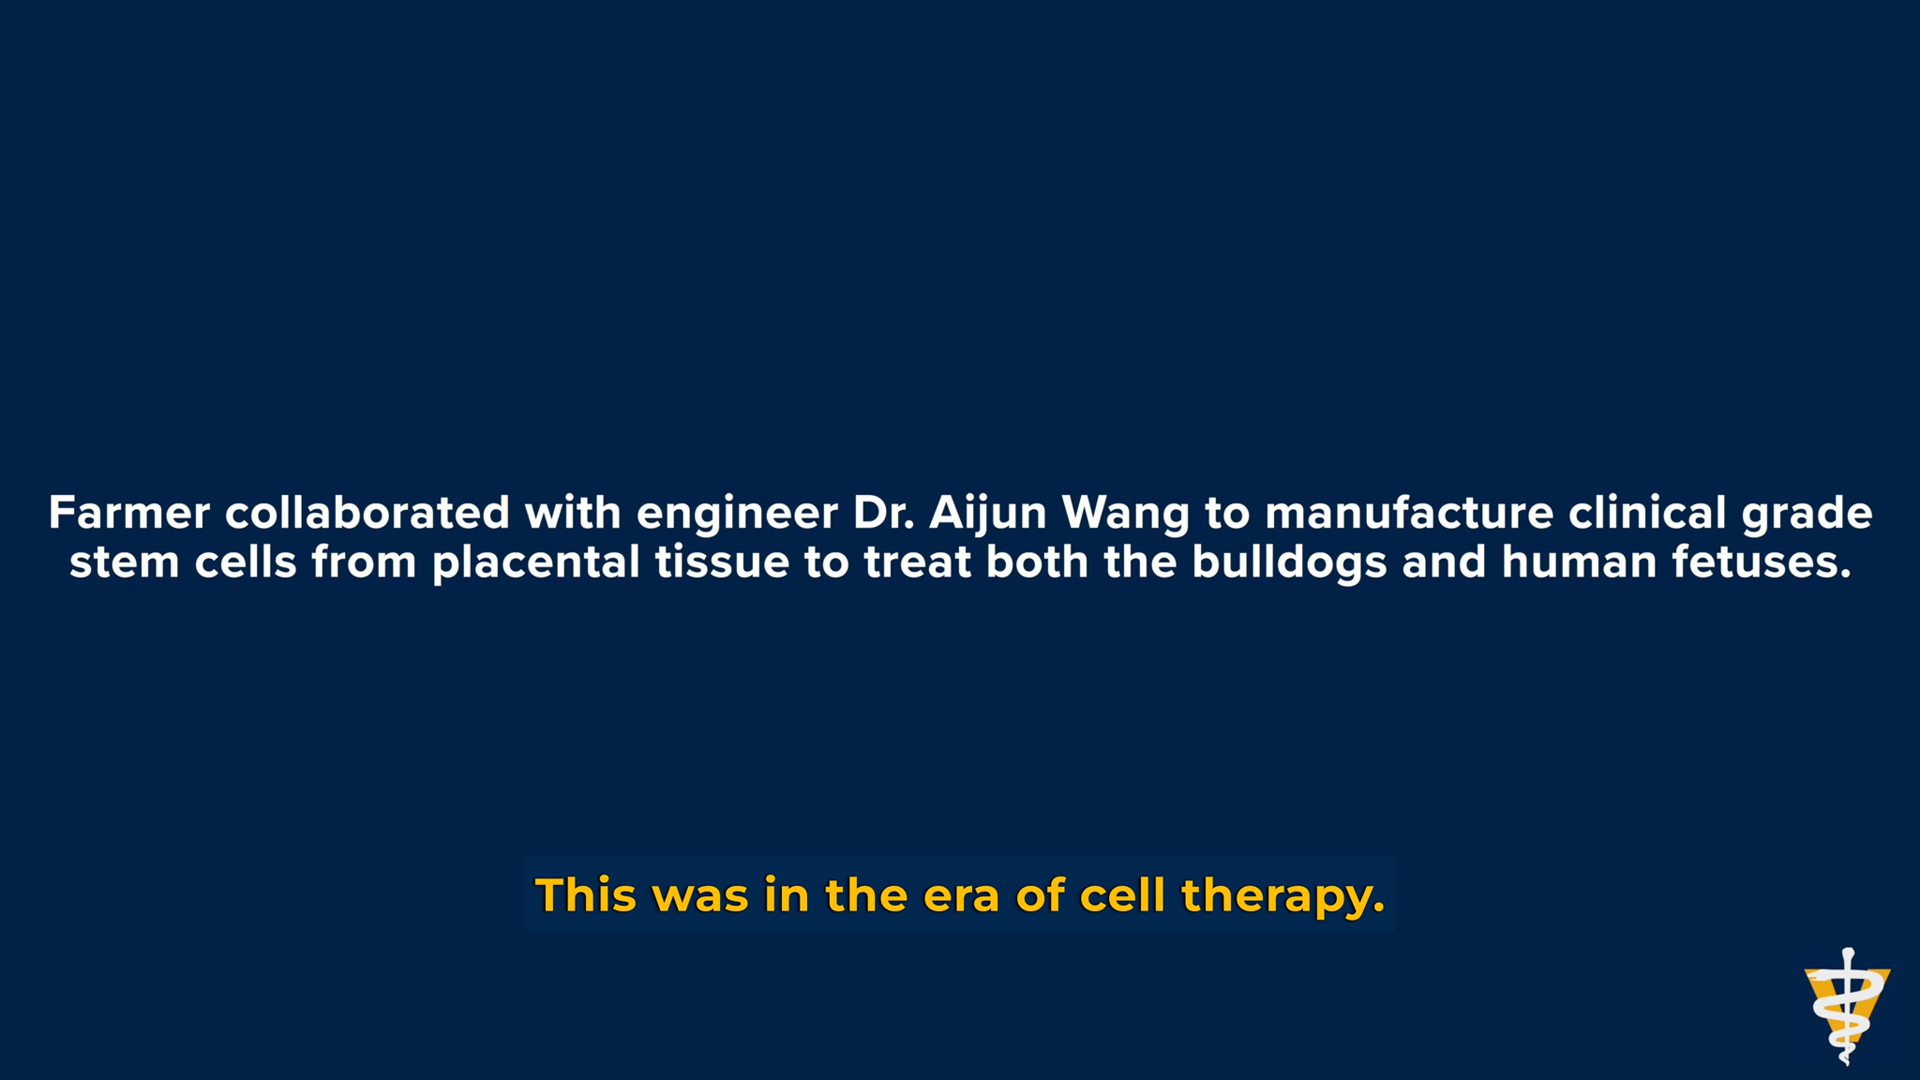 Farmer collaborated with engineer Dr. Aijun Wang to manufacture clinical grade
stem cells from placental tissue to treat both the bulldogs and human fetuses.
This was in the era of cell therapy.